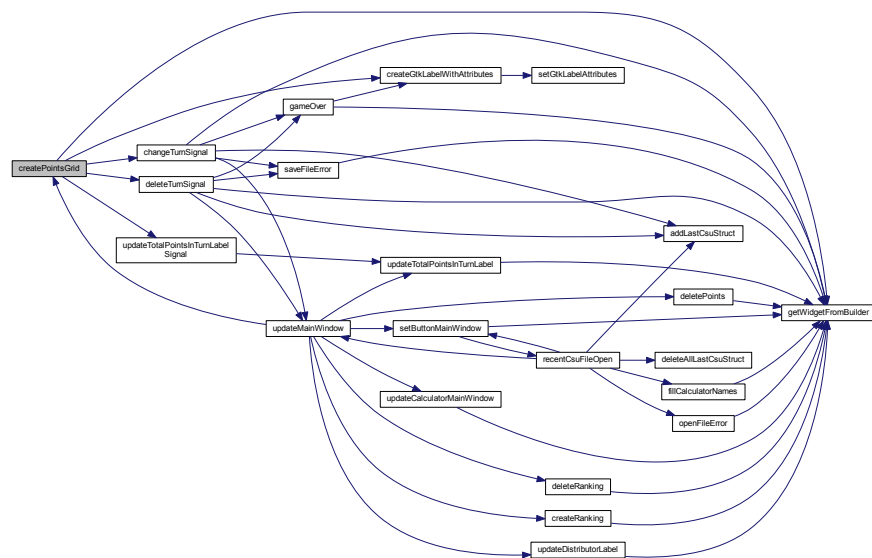 createPointsGrid
changeTurnSignal
deleteTurnSignal
updateTotalPointsInTurnLabel
Signal
gameOver
saveFileError
updateMainWindow
createGtkLabelWithAttributes
updateTotalPointsInTurnLabel
setButtonMainWindow
updateCalculatorMainWindow
setGtkLabelAttributes
recentCsuFileOpen
deleteRanking
createRanking
updateDistributorLabel
addLastCsuStruct
deletePoints
deleteAllLastCsuStruct
fillCalculatorNames
openFileError
getWidgetFromBuilder